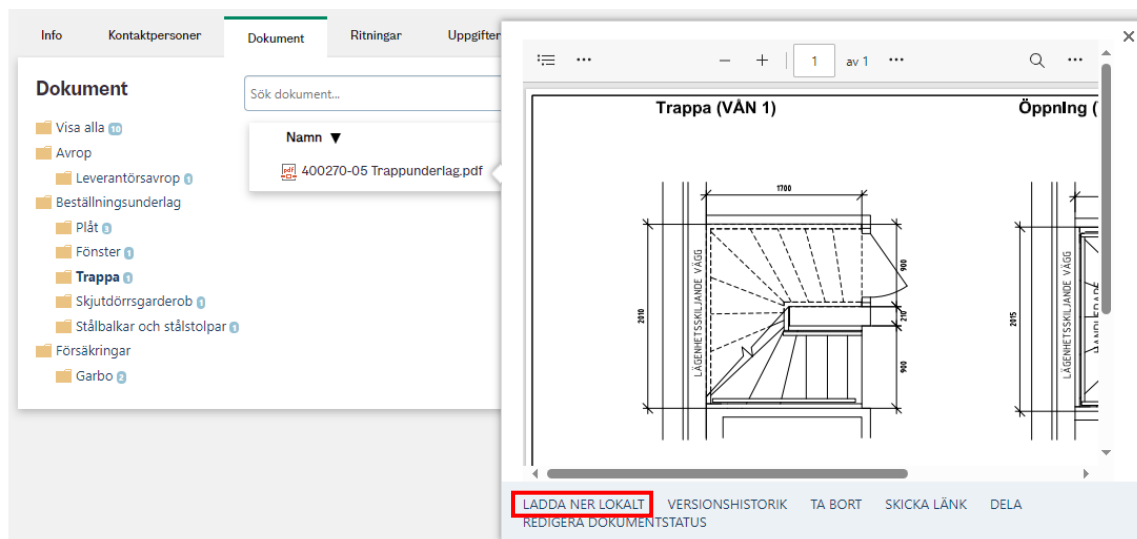 Info Kontaktpersoner Dokument Ritningar Uppgifter
Dokument
Sök dokument...
Visa alla 10
Avrop
Leverantörsavrop 1
Beställningsunderlag
Plåt 3
Fönster 1
Trappa 1
Skjutdörrsgarderob 1
Stålbalkar och stålstolpar 1
Försäkringar
Garbo 2
Namn ▼
400270-05 Trappunderlag.pdf
1 av 1
Trappa (VÅN 1)
1700
2010
LÄGENHETSSKILJANDE VÄGG
900
210
900
Öppning (
2015
LÄGENHETSSKILJANDE VÄGG
LADDA NER LOKALT VERSIONSHISTORIK TA BORT SKICKA LÄNK DELA
REDIGERA DOKUMENTSTATUS